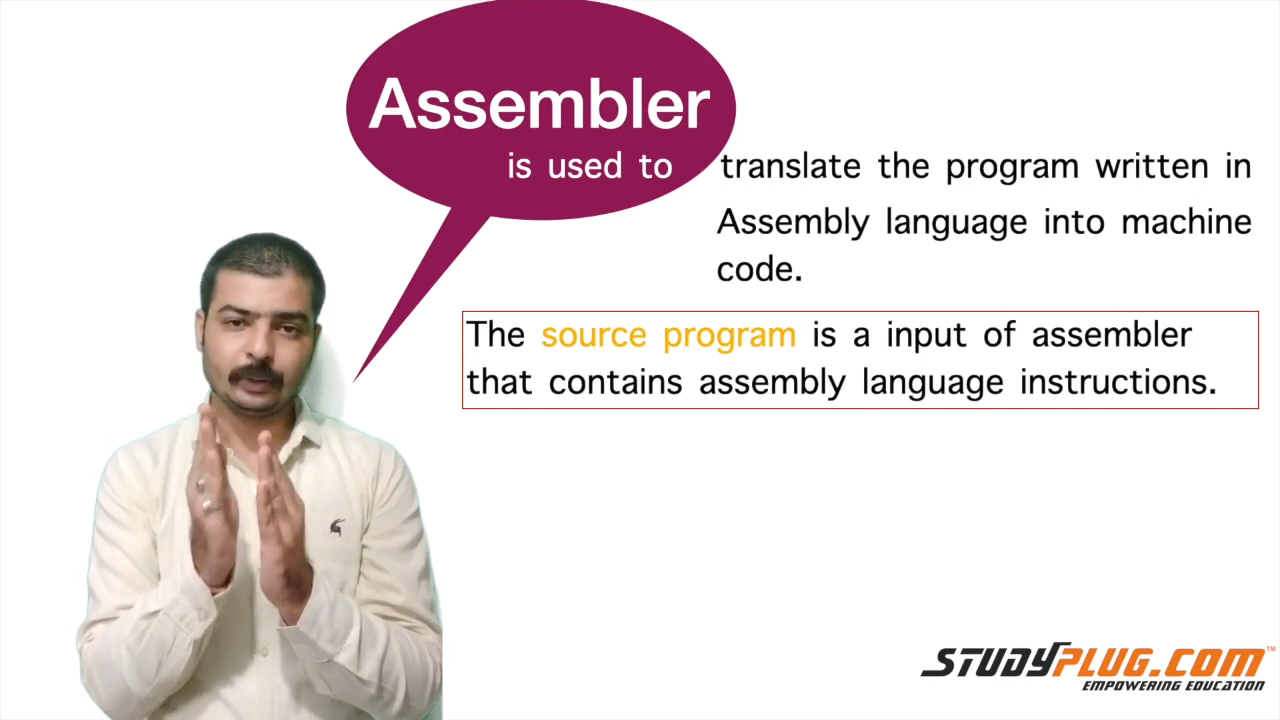 Assembler
is used to translate the program written in
Assembly language into machine
code.
The source program is a input of assembler
that contains assembly language instructions.
STUDYPLUG.COM™
EMPOWERING EDUCATION